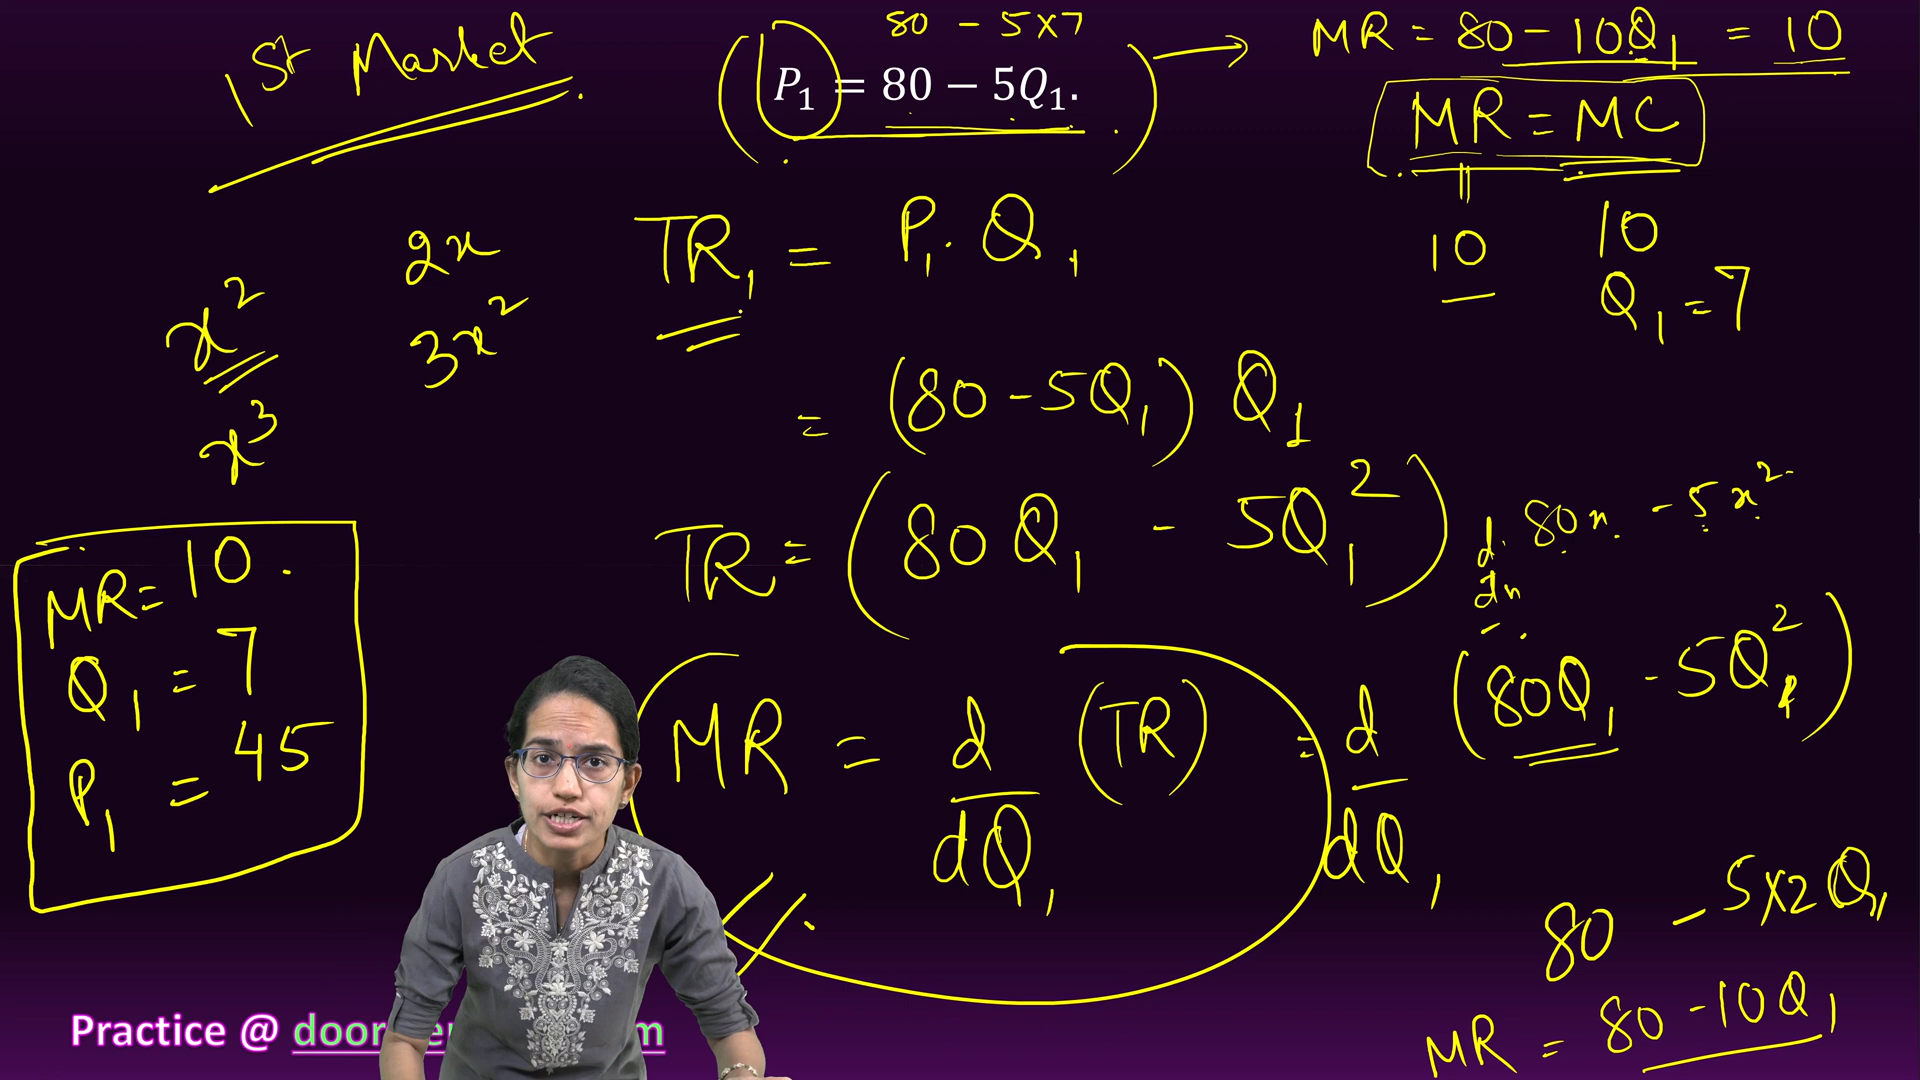 1st Market
80 - 5x7
P₁ = 80 − 5Q₁.
MR = 80 - 10Q₁ = 10
MR = MC
10 10
Q₁ = 7
TR₁ = P₁. Q₁
x² 2x
x³ 3x²
= (80 - 5Q₁) Q₁
TR = (80Q₁ - 5Q₁²)
d/dx 80x - 5x²
MR = 10.
Q₁ = 7
P₁ = 45
MR = d/dQ₁ (TR) = d/dQ₁ (80Q₁ - 5Q₁²)
80 - 5x2Q₁
MR = 80 - 10Q₁
Practice @